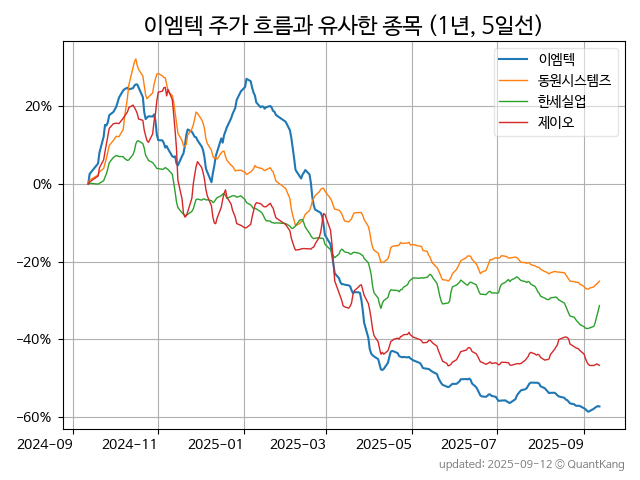 이엠텍 주가 흐름과 유사한 종목 (1년, 5일선)
이엠텍
동원시스템즈
한세실업
제이오
20%
0%
−20%
−40%
−60%
2024-09 2024-11 2025-01 2025-03 2025-05 2025-07 2025-09
updated: 2025-09-12 © QuantKang